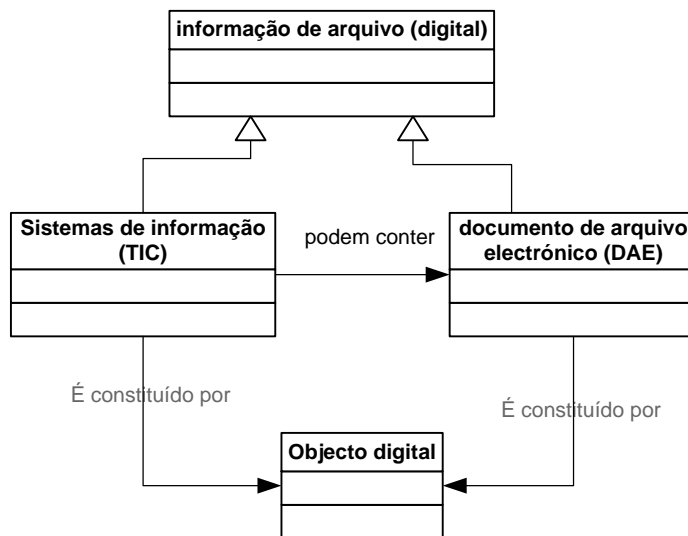 informação de arquivo (digital)
Sistemas de informação
(TIC)
podem conter
documento de arquivo
electrónico (DAE)
É constituído por
É constituído por
Objecto digital